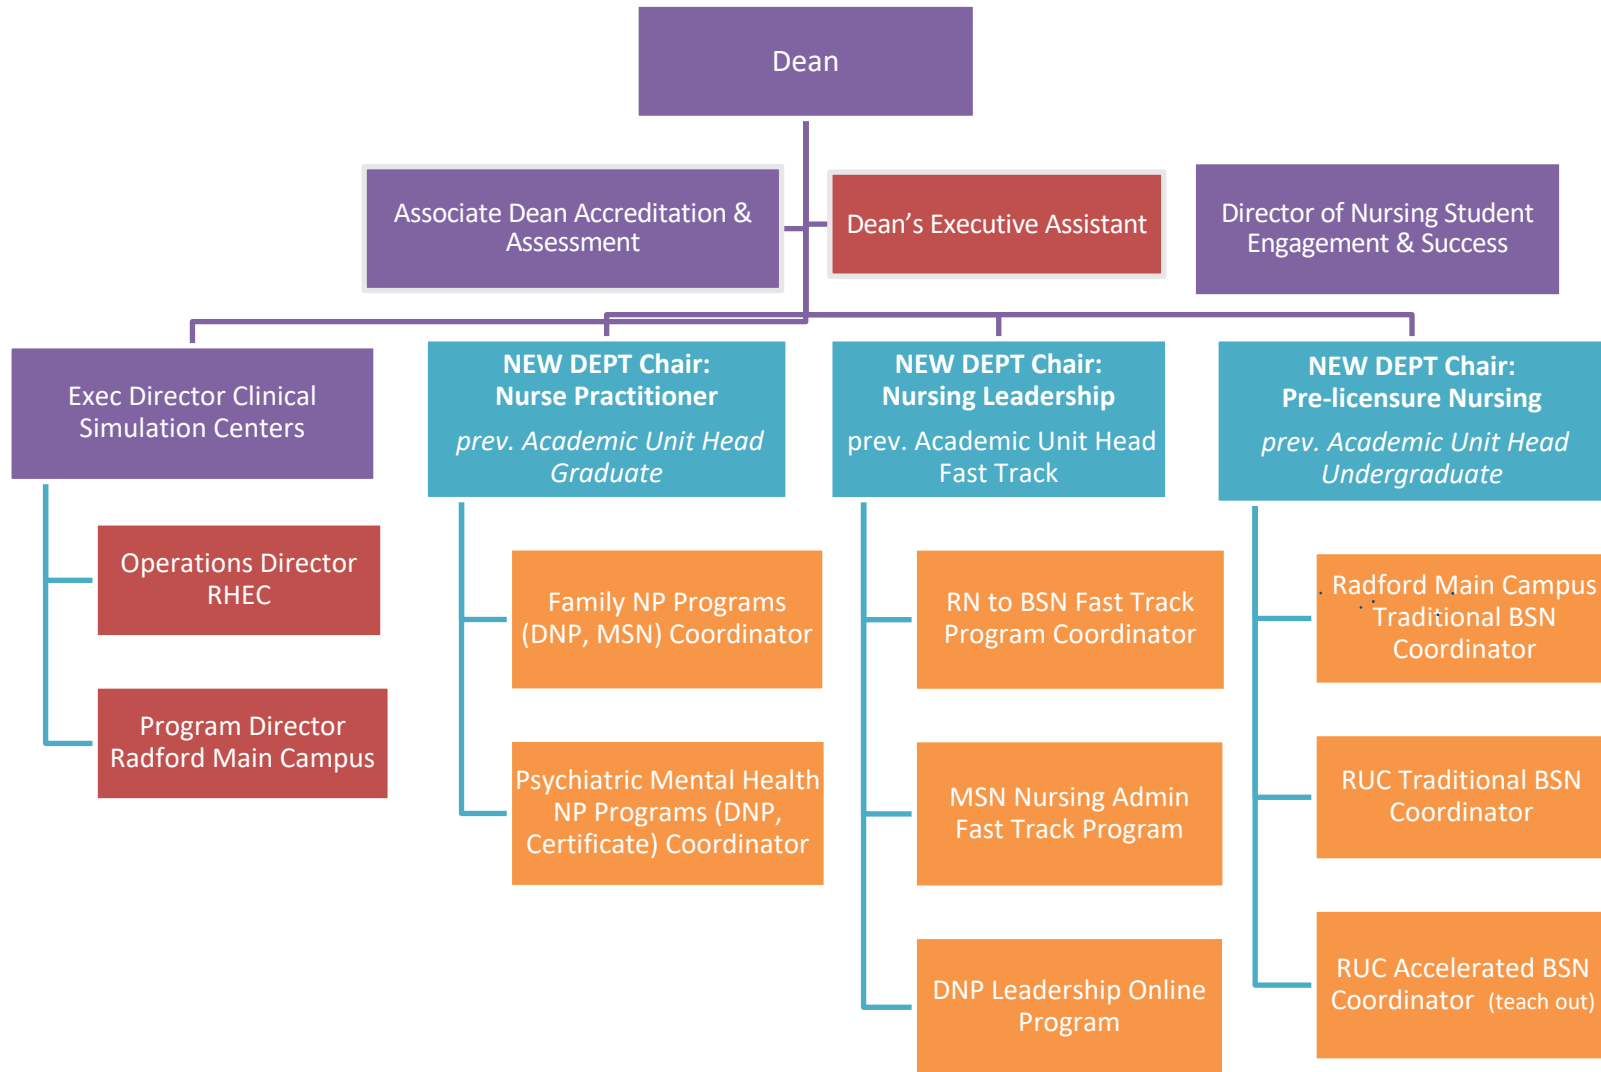 Dean
Associate Dean Accreditation &
Assessment
Dean’s Executive Assistant
Director of Nursing Student
Engagement & Success
Exec Director Clinical
Simulation Centers
NEW DEPT Chair:
Nurse Practitioner
prev. Academic Unit Head
Graduate
NEW DEPT Chair:
Nursing Leadership
prev. Academic Unit Head
Fast Track
NEW DEPT Chair:
Pre-licensure Nursing
prev. Academic Unit Head
Undergraduate
Operations Director
RHEC
Program Director
Radford Main Campus
Family NP Programs
(DNP, MSN) Coordinator
Psychiatric Mental Health
NP Programs (DNP,
Certificate) Coordinator
RN to BSN Fast Track
Program Coordinator
MSN Nursing Admin
Fast Track Program
DNP Leadership Online
Program
Radford Main Campus
Traditional BSN
Coordinator
RUC Traditional BSN
Coordinator
RUC Accelerated BSN
Coordinator (teach out)